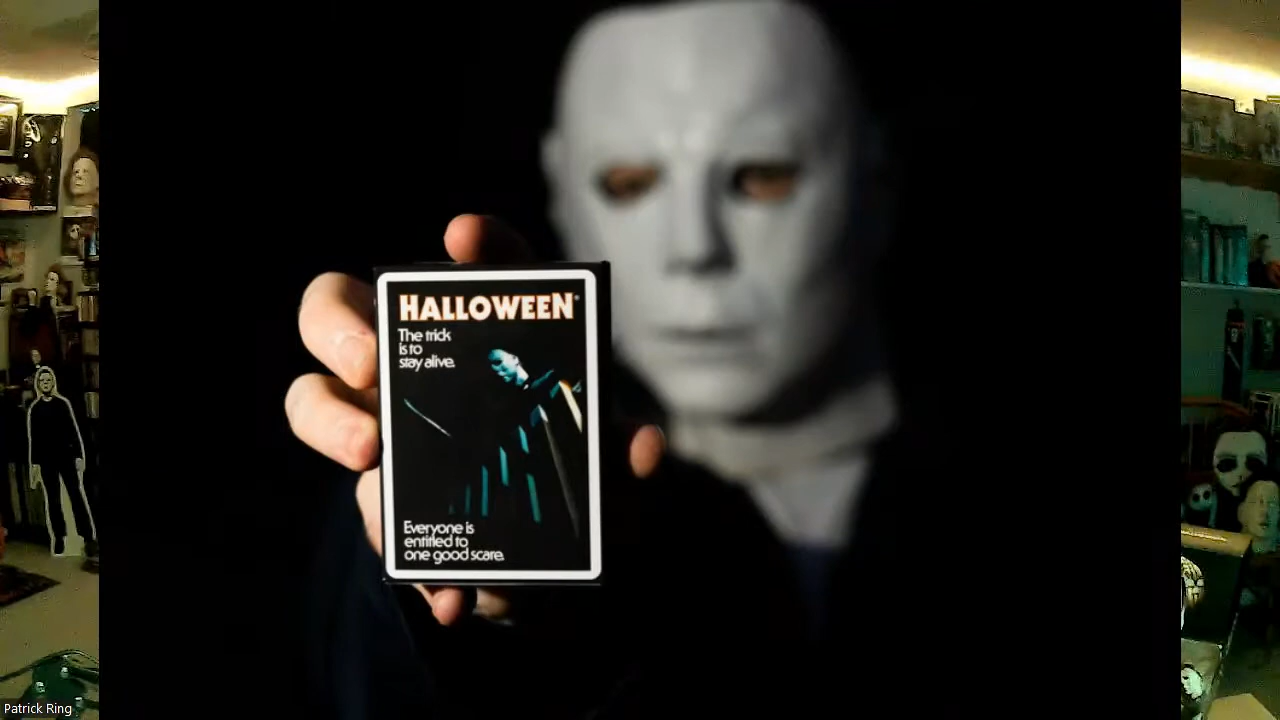 HALLOWEEN®
The trick
is to
stay alive.
Everyone is
entitled to
one good scare.
Patrick Ring